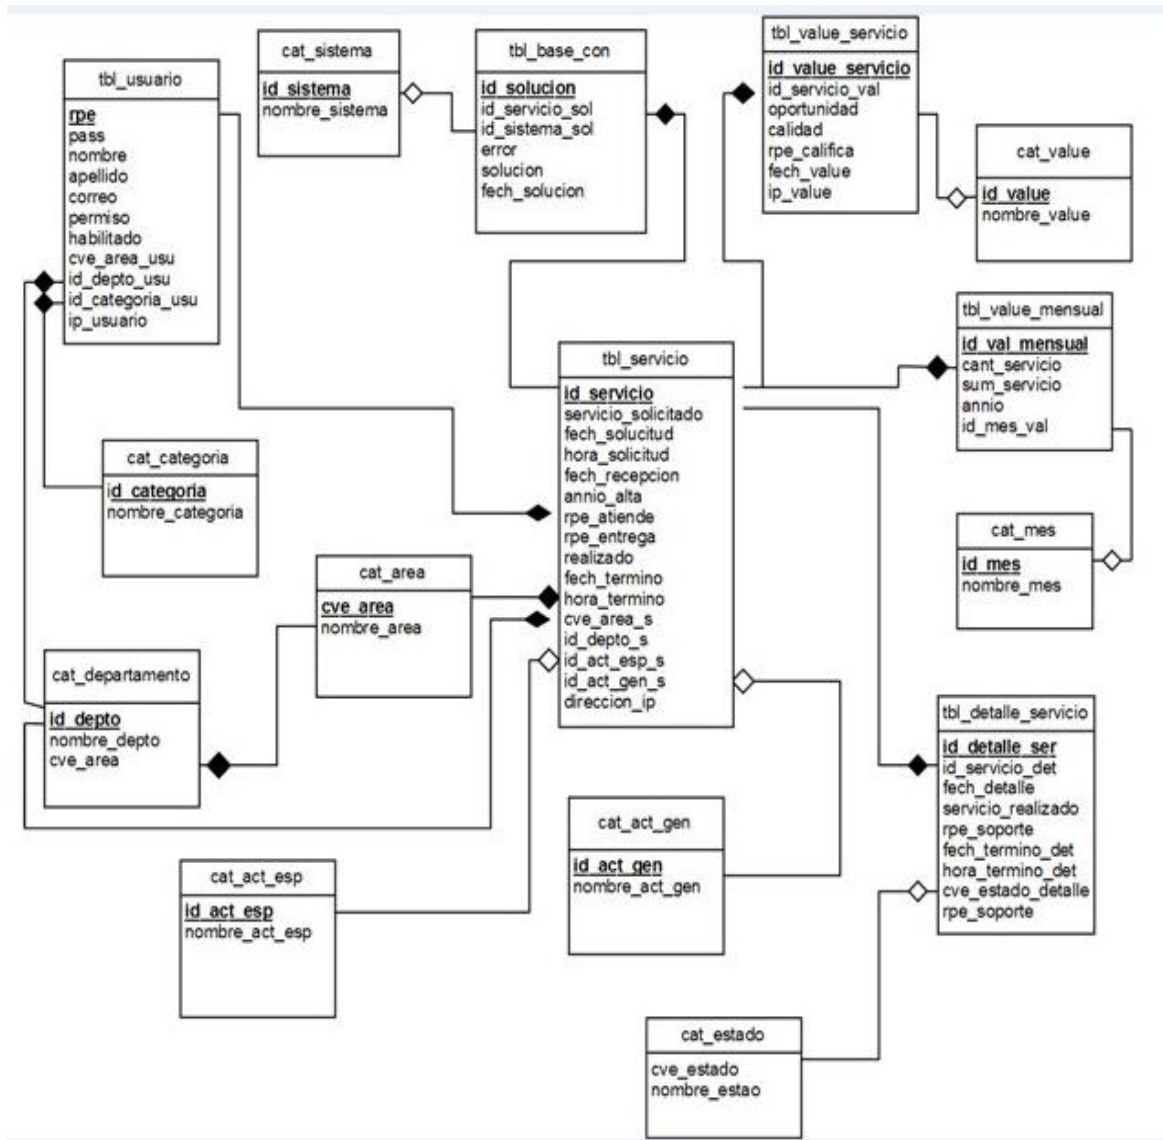 cat_sistema
id_sistema
nombre_sistema
tbl_base_con
id_solucion
id_servicio_sol
id_sistema_sol
error
solucion
fech_solucion
tbl_value_servicio
id_value_servicio
id_servicio_val
oportunidad
calidad
rpe_califica
fech_value
ip_value
tbl_usuario
rpe
pass
nombre
apellido
correo
permiso
habilitado
cve_area_usu
id_depto_usu
id_categoria_usu
ip_usuario
cat_value
id_value
nombre_value
tbl_value_mensual
id_val_mensual
cant_servicio
sum_servicio
annio
id_mes_val
tbl_servicio
id_servicio
servicio_solicitado
fech_solucitud
hora_solicitud
fech_recepcion
annio_alta
rpe_atiende
rpe_entrega
realizado
fech_termino
hora_termino
cve_area_s
id_depto_s
id_act_esp_s
id_act_gen_s
direccion_ip
cat_categoria
id_categoria
nombre_categoria
cat_mes
id_mes
nombre_mes
cat_area
cve_area
nombre_area
cat_departamento
id_depto
nombre_depto
cve_area
tbl_detalle_servicio
id_detalle_ser
id_servicio_det
fech_detalle
servicio_realizado
rpe_soporte
fech_termino_det
hora_termino_det
cve_estado_detalle
rpe_soporte
cat_act_gen
id_act_gen
nombre_act_gen
cat_act_esp
id_act_esp
nombre_act_esp
cat_estado
cve_estado
nombre_estao